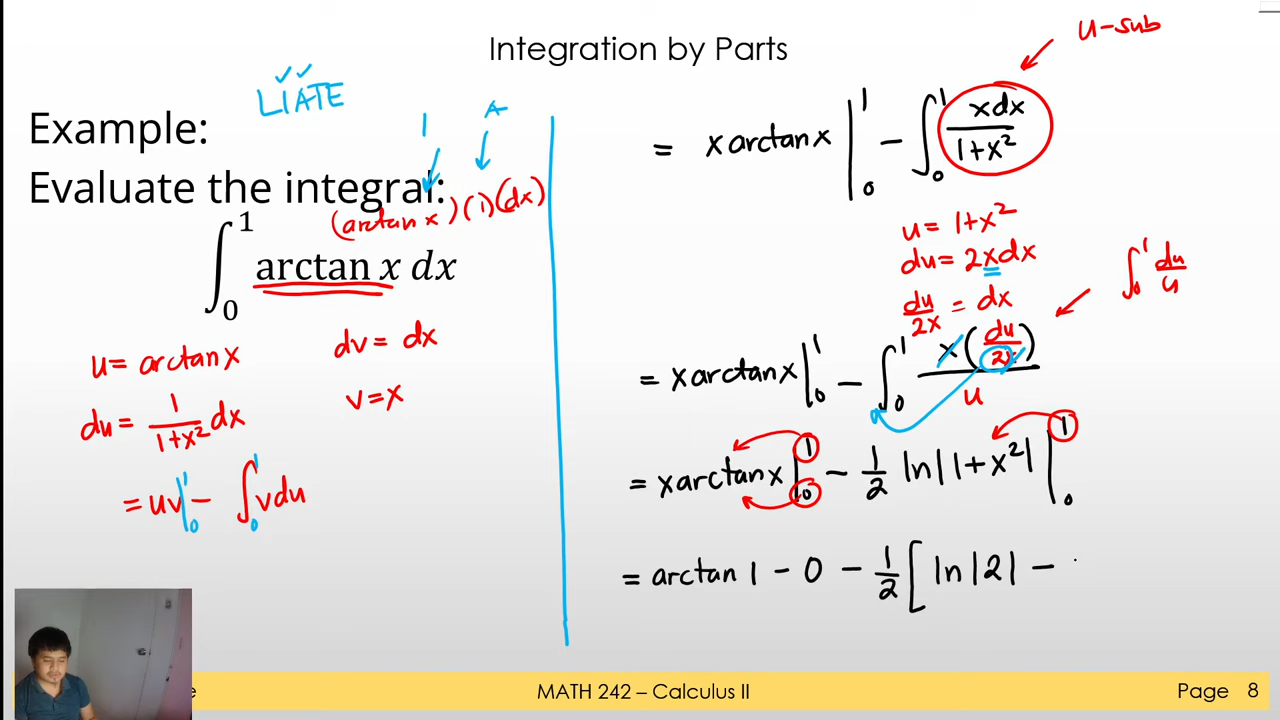 Integration by Parts
LIATE
Example:
I A
Evaluate the integral:
(arctan x)(1)(dx)
∫₀¹ arctan x dx
u = arctan x dv = dx
du = 1/(1+x²) dx v = x
= uv|₀¹ − ∫₀¹ v du
u-sub
= x arctan x |₀¹ − ∫₀¹ x dx/(1+x²)
u = 1+x²
du = 2x dx
du/2x = dx
∫₀¹ du/u
= x arctan x |₀¹ − ∫₀¹ x(du/2x)/u
= x arctan x |₀¹ − 1/2 ln|1+x²| |₀¹
= arctan 1 − 0 − 1/2 [ ln|2| −
MATH 242 – Calculus II
Page 8